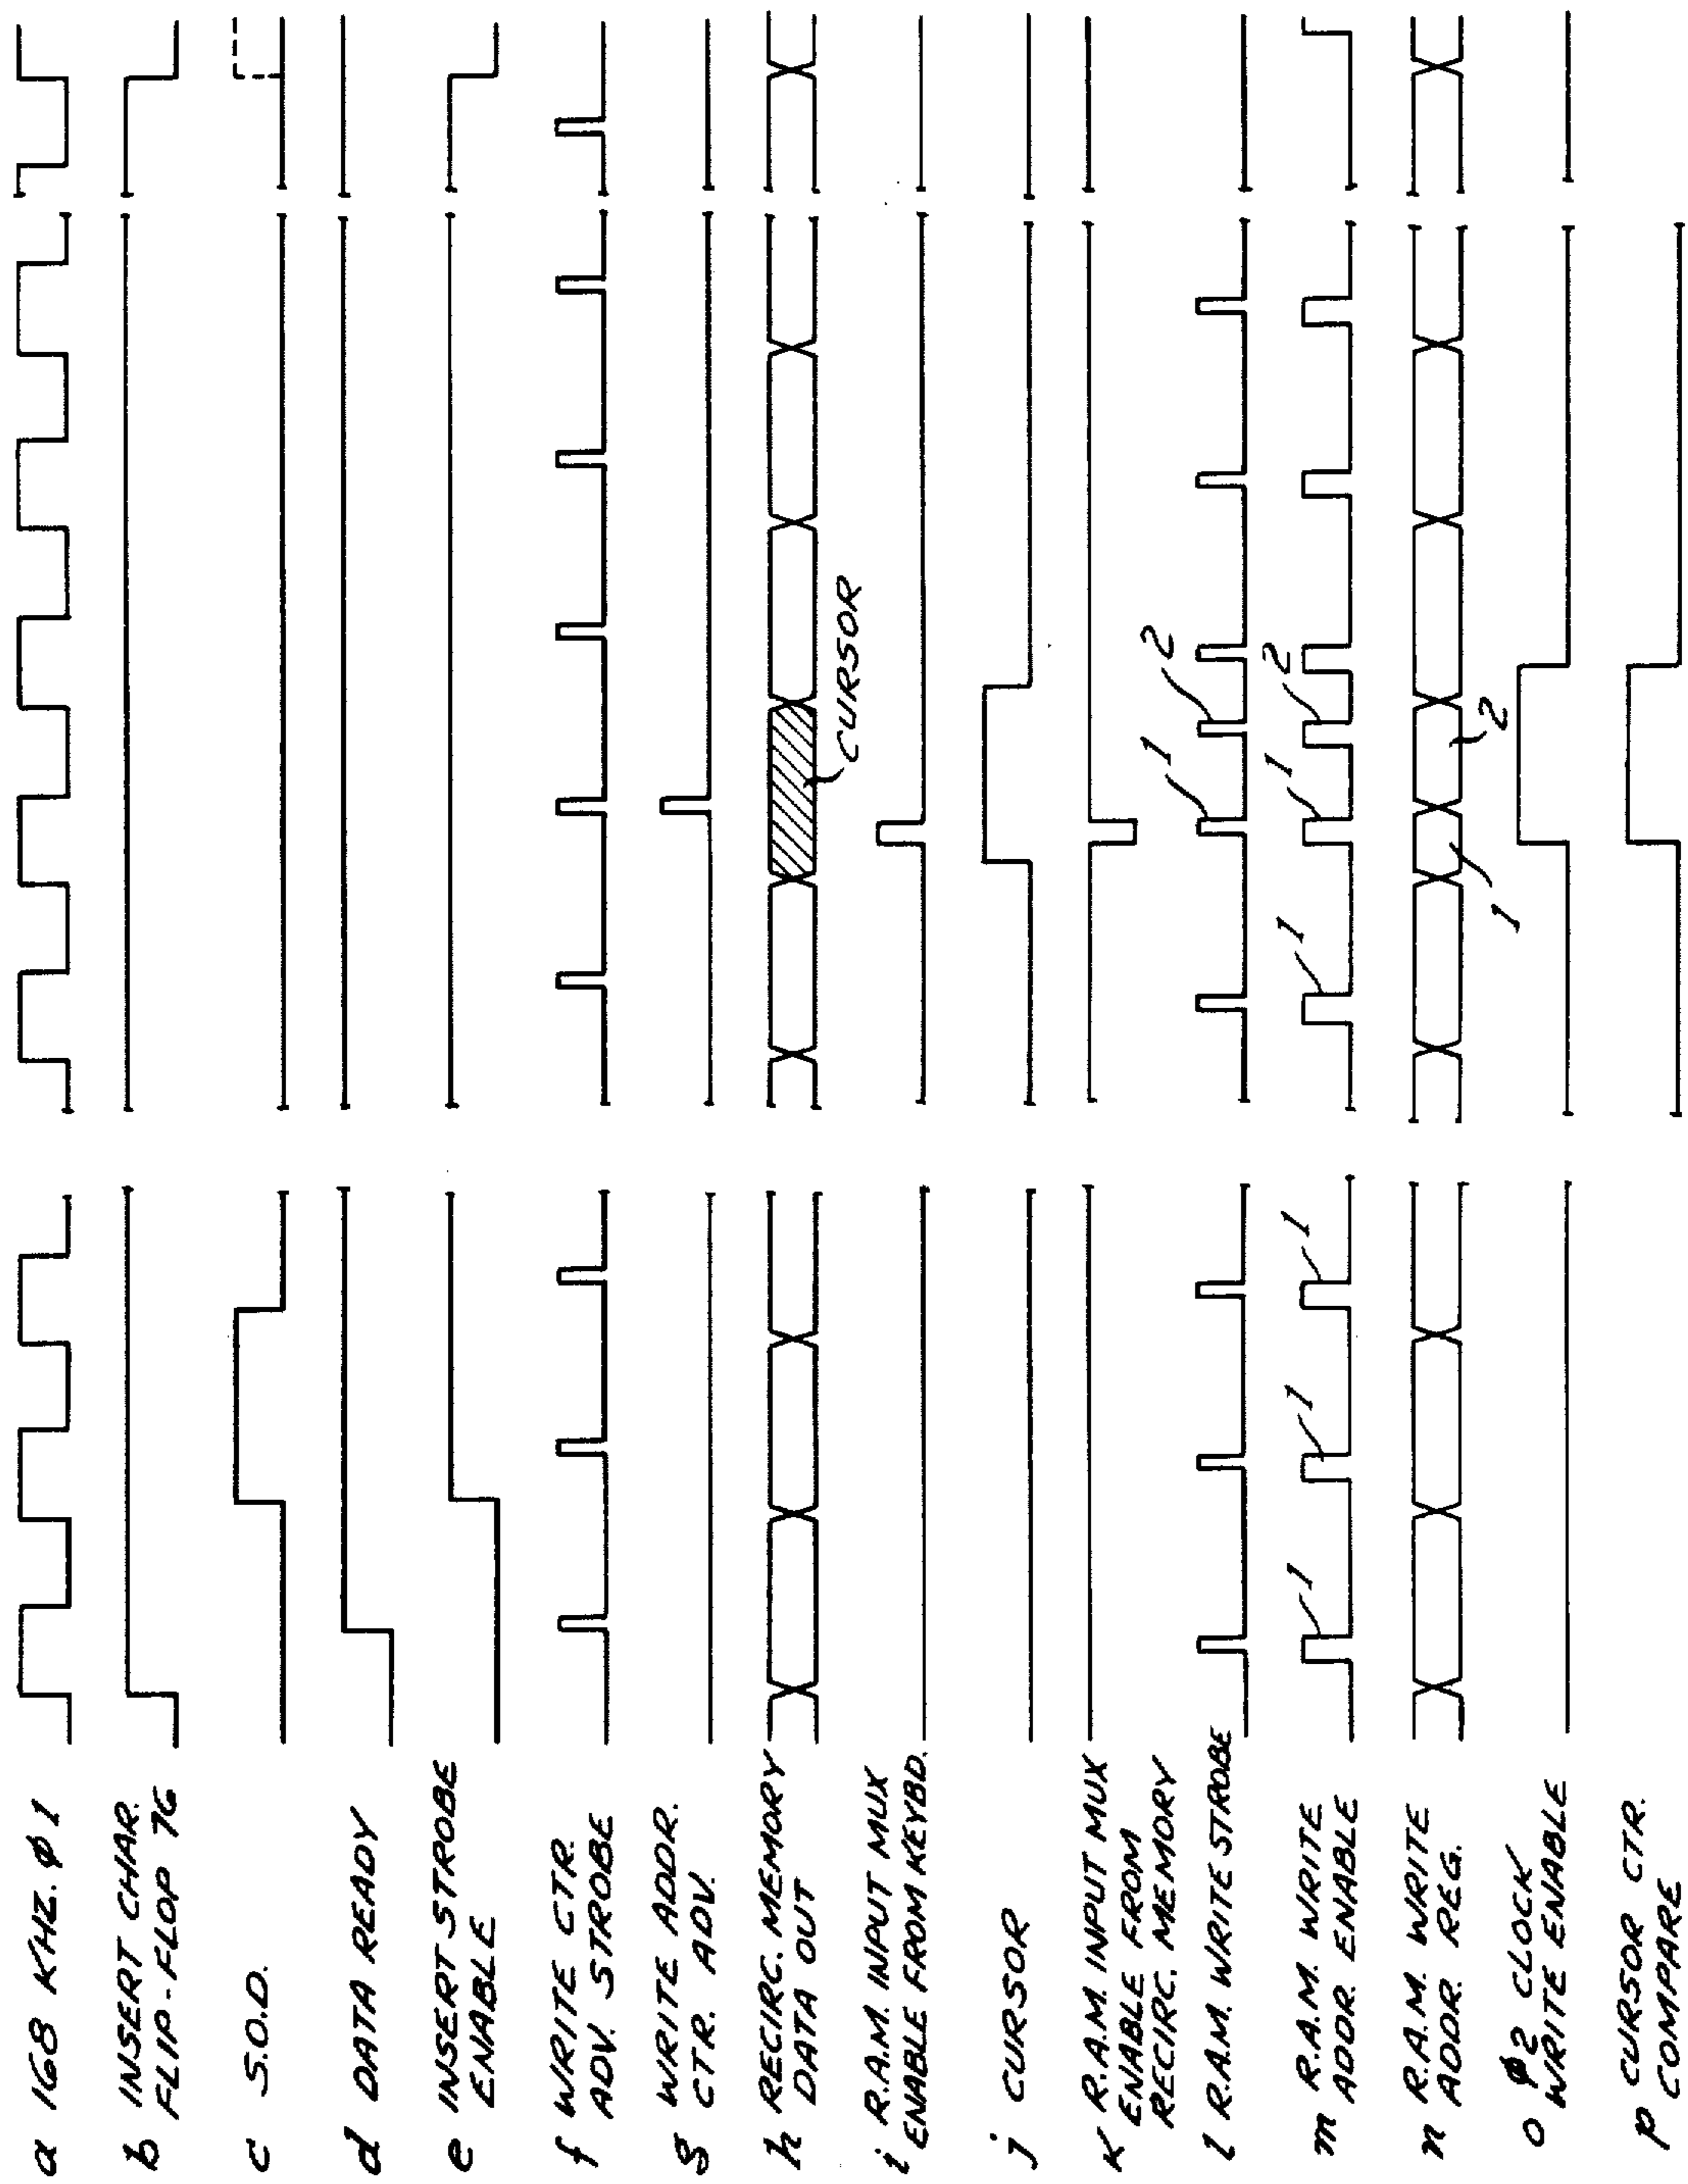 a 168 KHZ. φ1
b INSERT CHAR.
FLIP-FLOP 76
c S.O.D.
d DATA READY
e INSERT STROBE
ENABLE
f WRITE CTR.
ADV. STROBE
g WRITE ADDR.
CTR. ADV.
h RECIRC. MEMORY
DATA OUT
CURSOR
i R.A.M. INPUT MUX
ENABLE FROM KEYBD.
j CURSOR
k R.A.M. INPUT MUX
ENABLE FROM
RECIRC. MEMORY
l R.A.M. WRITE STROBE
1 2
m R.A.M. WRITE
ADDR. ENABLE
1 1 1 1 1 2
n R.A.M. WRITE
ADDR. REG.
1 2
o φ2 CLOCK
WRITE ENABLE
p CURSOR CTR.
COMPARE